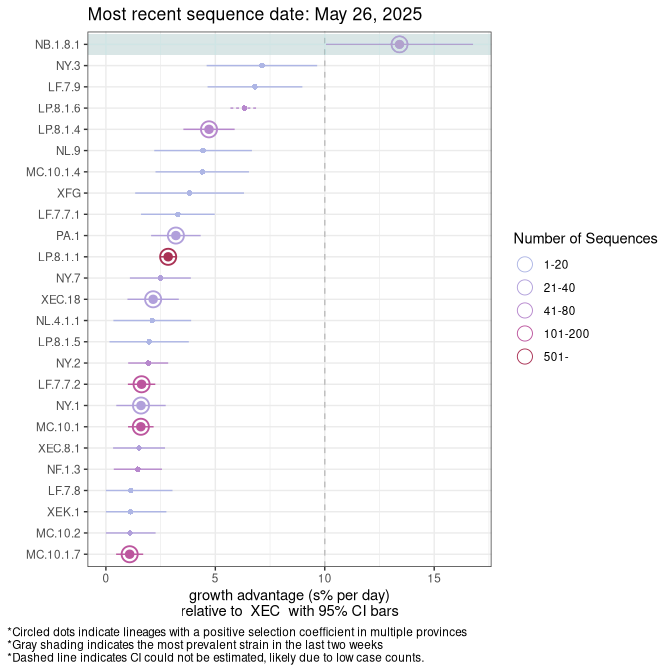 Most recent sequence date: May 26, 2025
NB.1.8.1
NY.3
LF.7.9
LP.8.1.6
LP.8.1.4
NL.9
MC.10.1.4
XFG
LF.7.7.1
PA.1
LP.8.1.1
NY.7
XEC.18
NL.4.1.1
LP.8.1.5
NY.2
LF.7.7.2
NY.1
MC.10.1
XEC.8.1
NF.1.3
LF.7.8
XEK.1
MC.10.2
MC.10.1.7
0 5 10 15
growth advantage (s% per day)
relative to XEC with 95% CI bars
Number of Sequences
1-20
21-40
41-80
101-200
501-
*Circled dots indicate lineages with a positive selection coefficient in multiple provinces
*Gray shading indicates the most prevalent strain in the last two weeks
*Dashed line indicates CI could not be estimated, likely due to low case counts.